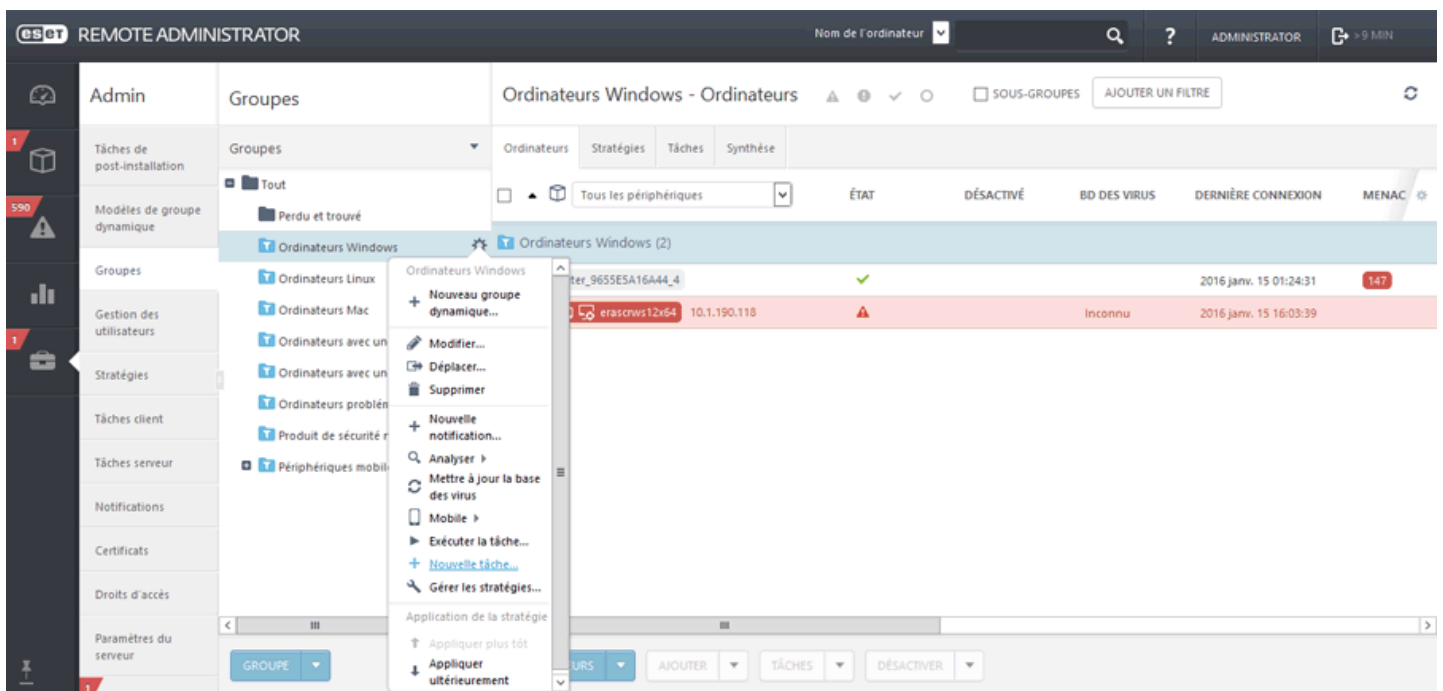 eset REMOTE ADMINISTRATOR
Nom de l'ordinateur
?
ADMINISTRATOR
> 9 MIN
Admin
Tâches de
post-installation
Modèles de groupe
dynamique
Groupes
Gestion des
utilisateurs
Stratégies
Tâches client
Tâches serveur
Notifications
Certificats
Droits d'accès
Paramètres du
serveur
1
590
1
1
Groupes
Groupes
Tout
Perdu et trouvé
Ordinateurs Windows
Ordinateurs Linux
Ordinateurs Mac
Ordinateurs avec un
Ordinateurs avec un
Ordinateurs problé
Produit de sécurité
Périphériques mobil
GROUPE
Ordinateurs Windows
Nouveau groupe
dynamique...
Modifier...
Déplacer...
Supprimer
Nouvelle
notification...
Analyser
Mettre à jour la base
des virus
Mobile
Exécuter la tâche...
Nouvelle tâche...
Gérer les stratégies...
Application de la stratégie
Appliquer plus tôt
Appliquer
ultérieurement
Ordinateurs Windows - Ordinateurs
SOUS-GROUPES
AJOUTER UN FILTRE
Ordinateurs Stratégies Tâches Synthèse
Tous les périphériques ÉTAT DÉSACTIVÉ BD DES VIRUS DERNIÈRE CONNEXION MENAC
Ordinateurs Windows (2)
ter_9655E5A16A44_4 2016 janv. 15 01:24:31 147
erascrws12x64 10.1.190.118 Inconnu 2016 janv. 15 16:03:39
URS AJOUTER TÂCHES DÉSACTIVER